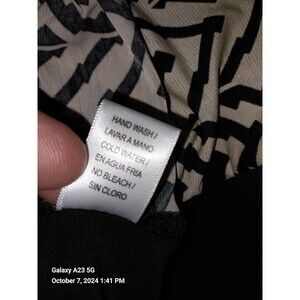 HAND WASH/
LAVAR A MANO
COLD WATER/
EN AGUA FRIA
NO BLEACH/
SIN CLORO
Galaxy A23 5G
October 7, 2024 1:41 PM